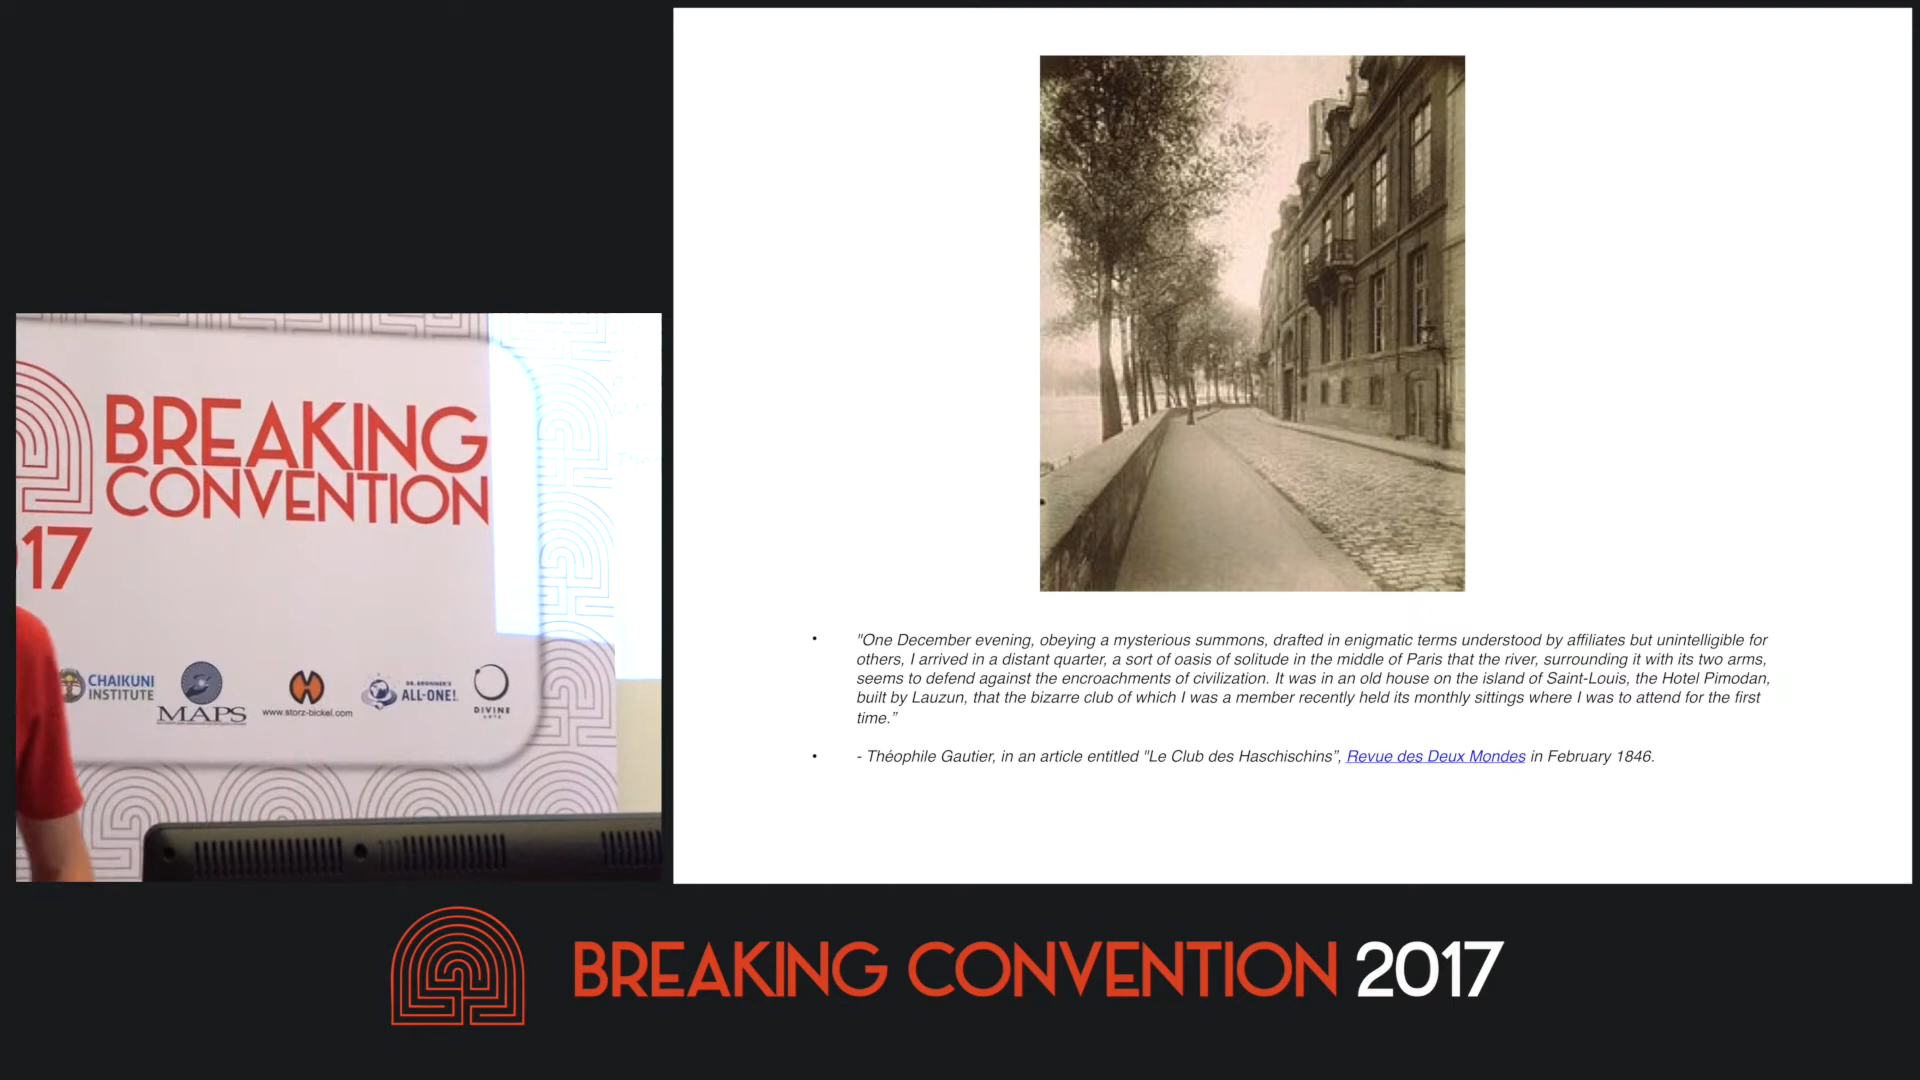 BREAKING
CONVENTION
17
CHAIKUNI
INSTITUTE
MAPS
www.storz-bickel.com
DR. BRONNER'S
ALL-ONE!
DIVINE
ARTS
• "One December evening, obeying a mysterious summons, drafted in enigmatic terms understood by affiliates but unintelligible for
others, I arrived in a distant quarter, a sort of oasis of solitude in the middle of Paris that the river, surrounding it with its two arms,
seems to defend against the encroachments of civilization. It was in an old house on the island of Saint-Louis, the Hotel Pimodan,
built by Lauzun, that the bizarre club of which I was a member recently held its monthly sittings where I was to attend for the first
time.”
• - Théophile Gautier, in an article entitled "Le Club des Haschischins”, Revue des Deux Mondes in February 1846.
BREAKING CONVENTION 2017